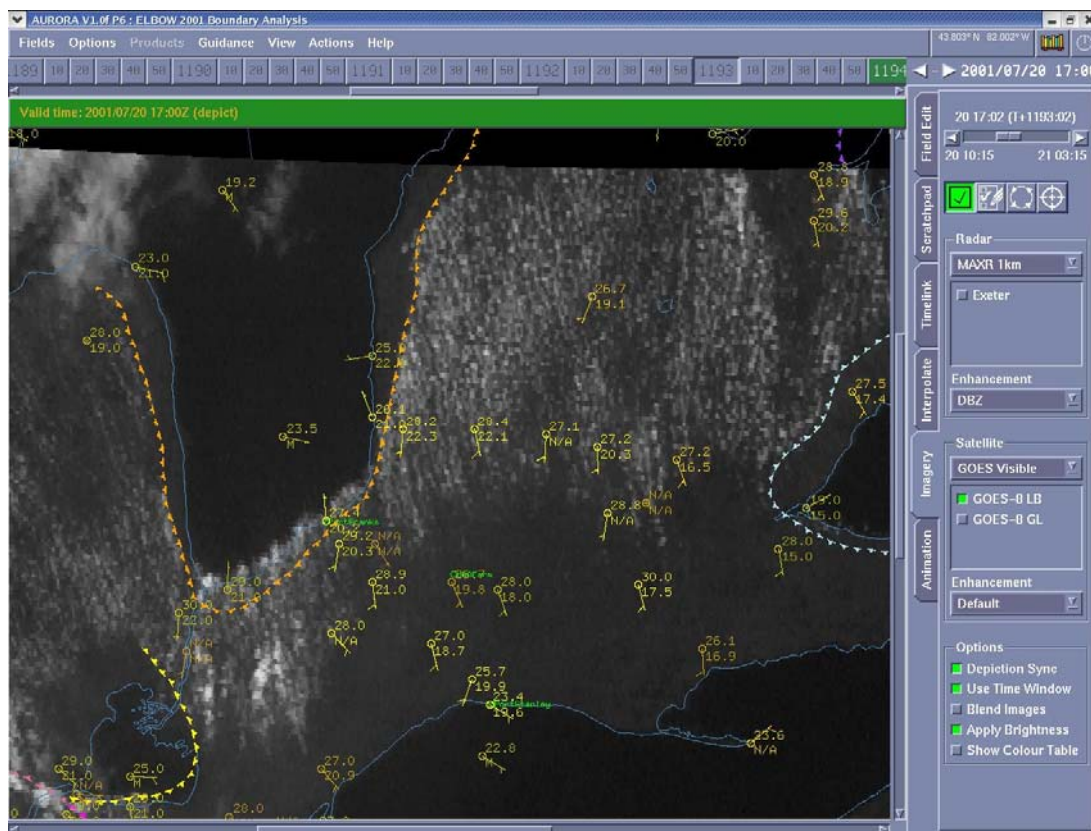 AURORA V1.0f P6 : ELBOW 2001 Boundary Analysis
Fields Options Products Guidance View Actions Help
43.803° N 82.002° W
1189 10 20 30 40 50 1190 10 20 30 40 50 1191 10 20 30 40 50 1192 10 20 30 40 50 1193 10 20 30 40 50 1194
2001/07/20 17:00
Valid time: 2001/07/20 17:00Z (depict)
20 17:02 (T+1193:02)
20 10:15 21 03:15
Field Edit
Scratchpad
Timelink
Interpolate
Imagery
Animation
Radar
MAXR 1km
Exeter
Enhancement
DBZ
Satellite
GOES Visible
GOES-8 LB
GOES-8 GL
Enhancement
Default
Options
Depiction Sync
Use Time Window
Blend Images
Apply Brightness
Show Colour Table
18.0
20.0
19.2
M
28.8
18.9
29.6
20.2
23.0
21.0
26.7
19.1
28.0
19.0
27.5
17.4
23.5
M
28.2
22.3
28.4
22.1
27.1
N/A
27.2
20.3
27.2
16.5
N/A
N/A
28.8
N/A
19.0
15.0
29.2
20.3
N/A
N/A
28.0
15.0
28.9
21.0
19.8
28.0
18.0
30.0
17.5
29.0
21.0
30.0
22.0
N/A
N/A
28.0
N/A
27.0
18.7
26.1
16.9
25.7
19.9
23.4
19.6
23.6
N/A
22.8
M
29.0
21.0
N/A
25.0
M
27.0
20.9
28.0